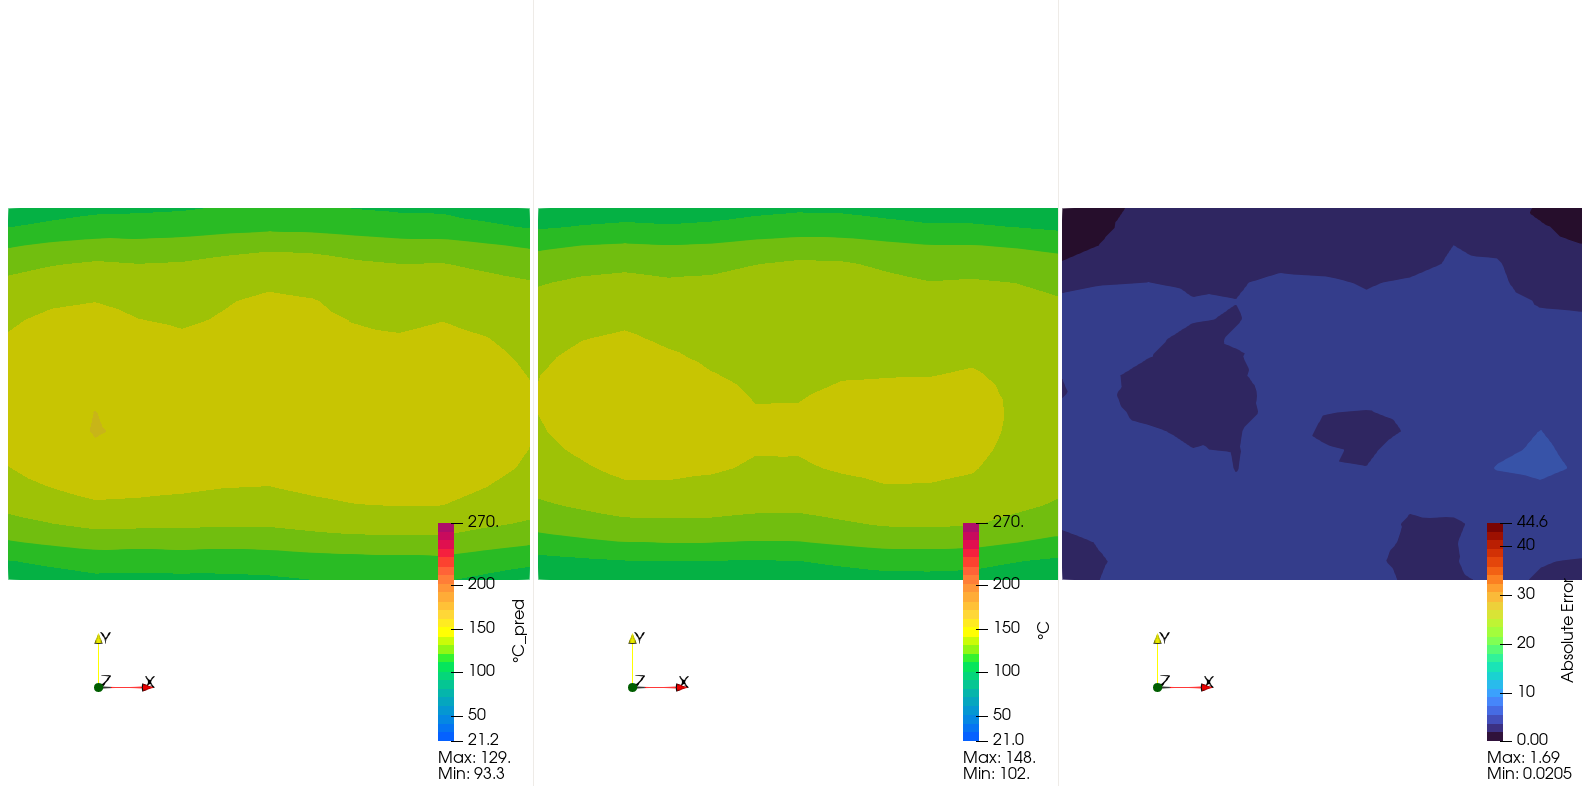 270.
200
150
100
50
21.2
°C_pred
Max: 129.
Min: 93.3
Y
Z
X
270.
200
150
100
50
21.0
°C
Max: 148.
Min: 102.
Y
Z
X
44.6
40
30
20
10
0.00
Absolute Error
Max: 1.69
Min: 0.0205
Y
Z
X